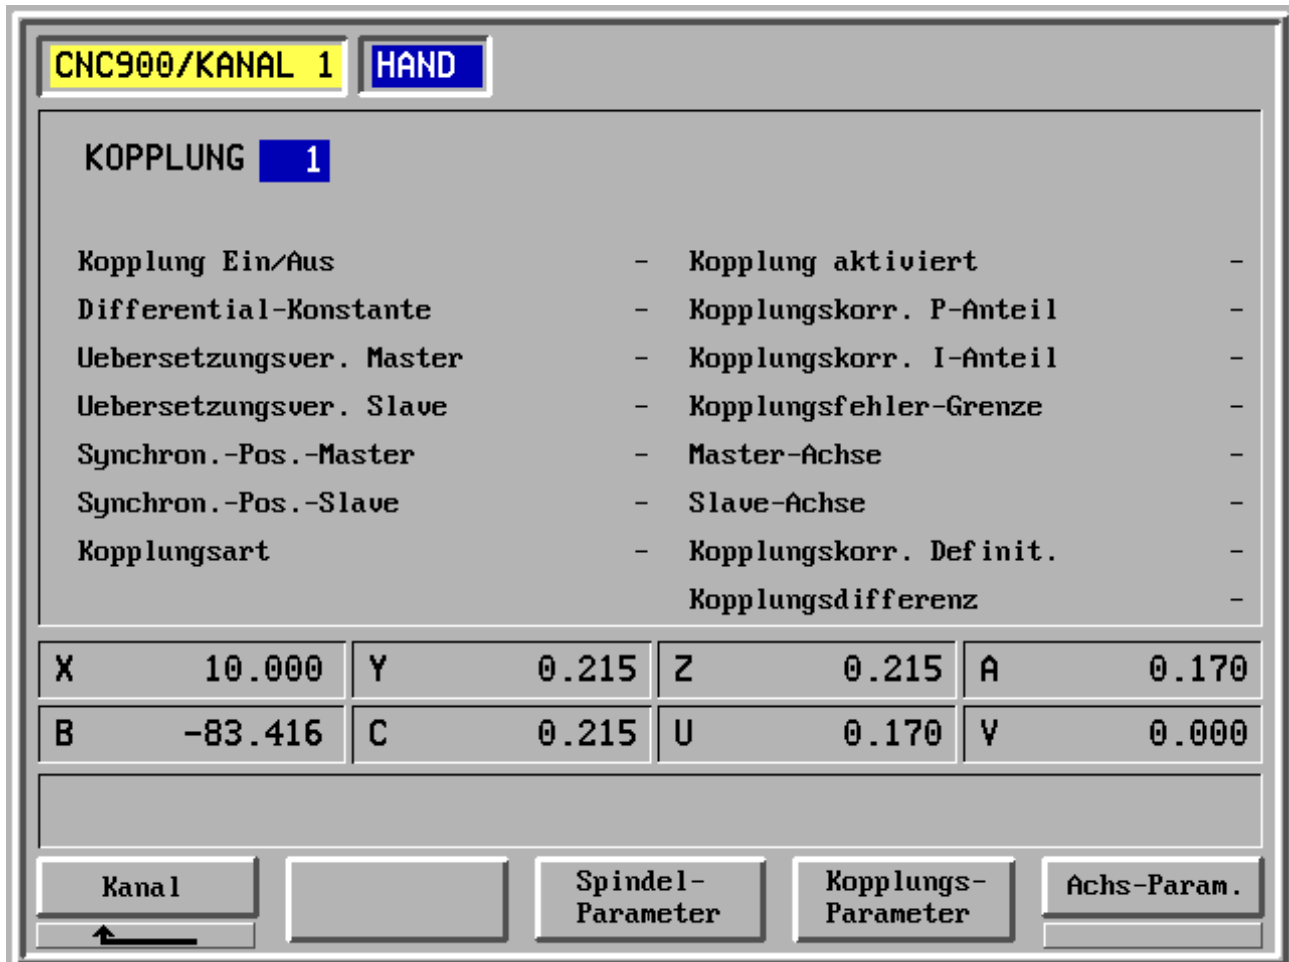 CNC900/KANAL 1 HAND
KOPPLUNG 1
Kopplung Ein/Aus - Kopplung aktiviert -
Differential-Konstante - Kopplungskorr. P-Anteil -
Uebersetzungsver. Master - Kopplungskorr. I-Anteil -
Uebersetzungsver. Slave - Kopplungsfehler-Grenze -
Synchron.-Pos.-Master - Master-Achse -
Synchron.-Pos.-Slave - Slave-Achse -
Kopplungsart - Kopplungskorr. Definit. -
Kopplungsdifferenz -
X 10.000 Y 0.215 Z 0.215 A 0.170
B -83.416 C 0.215 U 0.170 V 0.000
Kanal Spindel- Kopplungs- Achs-Param.
Parameter Parameter